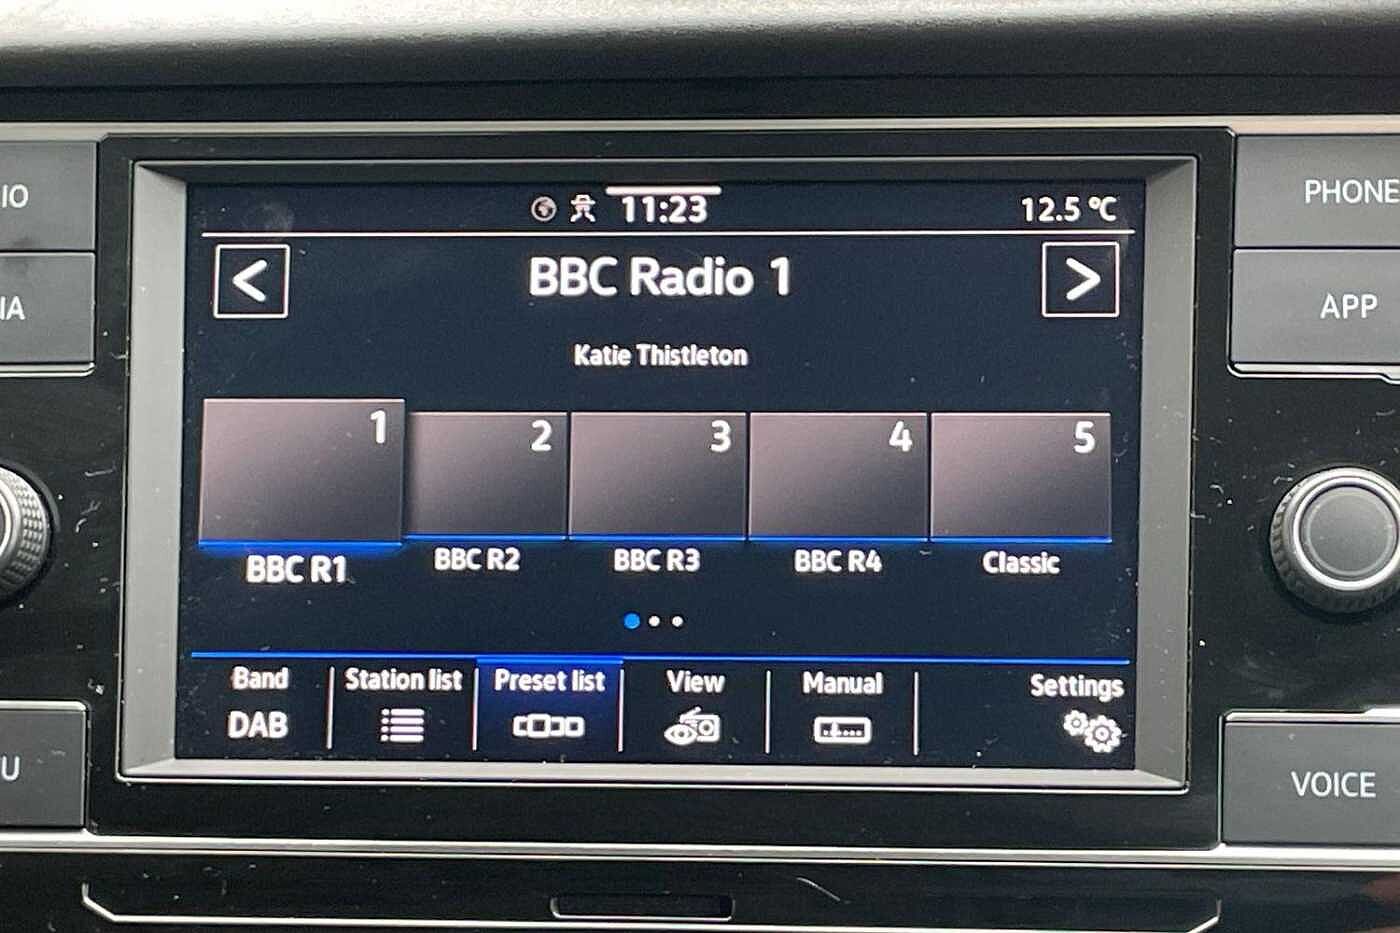 11:23
12.5 °C
<
BBC Radio 1
>
Katie Thistleton
1
2
3
4
5
BBC R1
BBC R2
BBC R3
BBC R4
Classic
Band
DAB
Station list
Preset list
View
Manual
Settings
IO
IA
U
PHONE
APP
VOICE